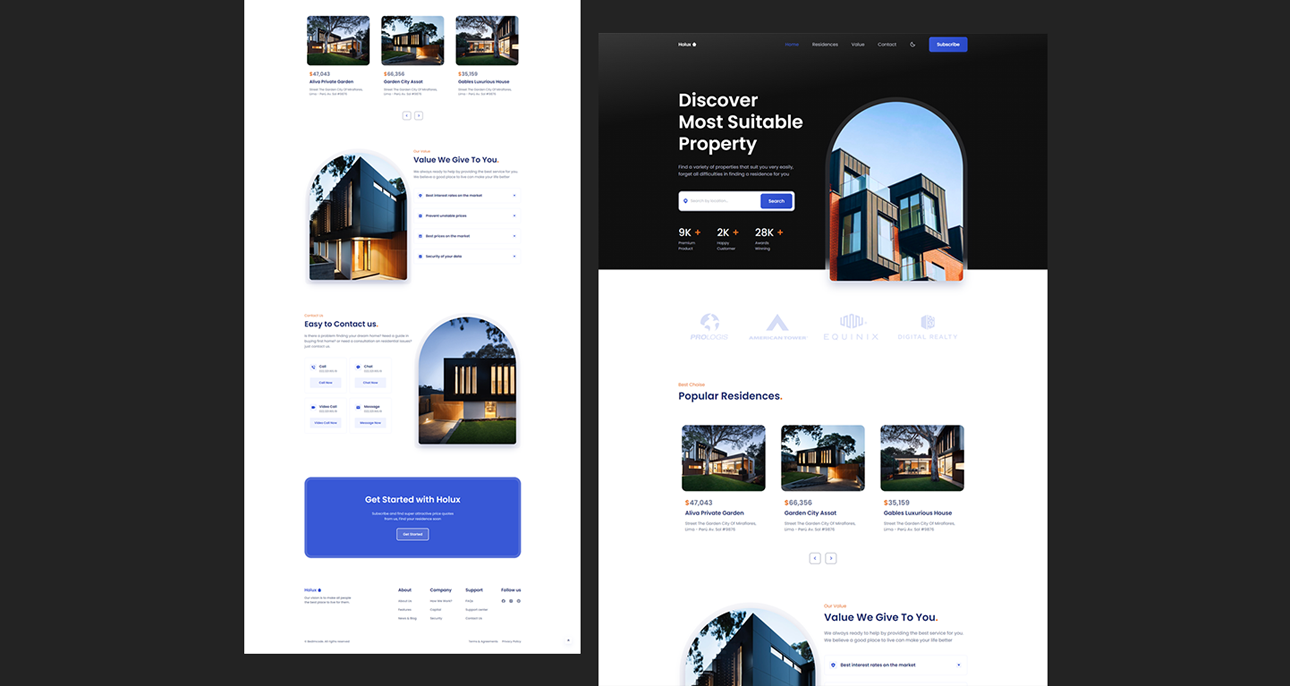 $47,043
$66,356
$35,159
Aliva Private Garden
Garden City Assat
Gables Luxurious House
Street The Garden City Of Miraflores,
Lima - Peru Av. Sol #9876
Street The Garden City Of Miraflores,
Lima - Peru Av. Sol #9876
Street The Garden City Of Miraflores,
Lima - Peru Av. Sol #9876
Our Value
Value We Give To You.
We always ready to help by providing the best service for you.
We believe a good place to live can make your life better
Best interest rates on the market
Prevent unstable prices
Best prices on the market
Security of your data
Contact us
Easy to Contact us.
Is there a problem finding your dream home? Need a guide in
buying first home? or need a consultation on residential issues?
just contact us
Call
Chat
Call Now
Chat Now
Video Call
Message
Video Call Now
Message Now
Get Started with Holux
Subscribe and find super attractive price quotes
from us, Find your residence soon
Get Started
Holux
Our vision is to make all people
the best place to live for them.
About
Company
Support
Follow us
About Us
How We Work?
FAQs
Features
Capital
Support center
News & Blog
Security
Contact Us
All rights reserved
Terms & Agreements
Privacy Policy
Holux
Home
Residences
Value
Contact
Subscribe
Discover
Most Suitable
Property
Find a variety of properties that suit you very easily,
forget all difficulties in finding a residence for you
Search by location...
Search
9K +
2K +
28K +
Premium
Product
Happy
Customer
Awards
Winning
PROLOGIS
AMERICAN TOWER
EQUINIX
DIGITAL REALTY
Best Choice
Popular Residences.
$47,043
$66,356
$35,159
Aliva Private Garden
Garden City Assat
Gables Luxurious House
Street The Garden City Of Miraflores,
Lima - Peru Av. Sol #9876
Street The Garden City Of Miraflores,
Lima - Peru Av. Sol #9876
Street The Garden City Of Miraflores,
Lima - Peru Av. Sol #9876
Our Value
Value We Give To You.
We always ready to help by providing the best service for you.
We believe a good place to live can make your life better
Best interest rates on the market